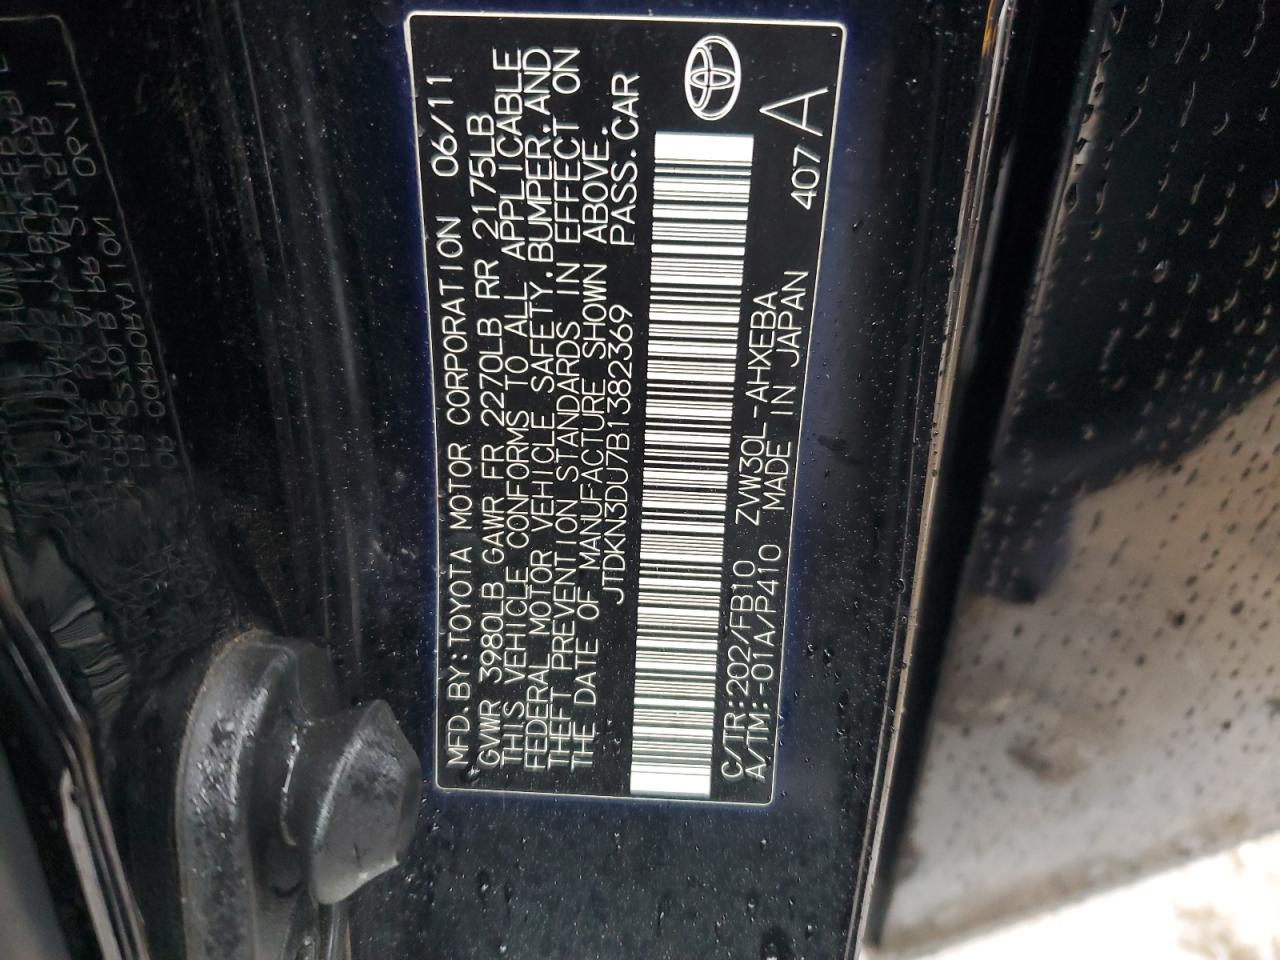 MFD.BY:TOYOTA MOTOR CORPORATION 06/11
GVWR 3980LB GAWR FR 2270LB RR 2175LB
THIS VEHICLE CONFORMS TO ALL APPLICABLE
FEDERAL MOTOR VEHICLE SAFETY,BUMPER,AND
THEFT PREVENTION STANDARDS IN EFFECT ON
THE DATE OF MANUFACTURE SHOWN ABOVE.
JTDKN3DU7B1382369 PASS.CAR
C/TR:202/FB10 ZVW30L-AHXEBA 407
A/TM:-01A/P410 MADE IN JAPAN A